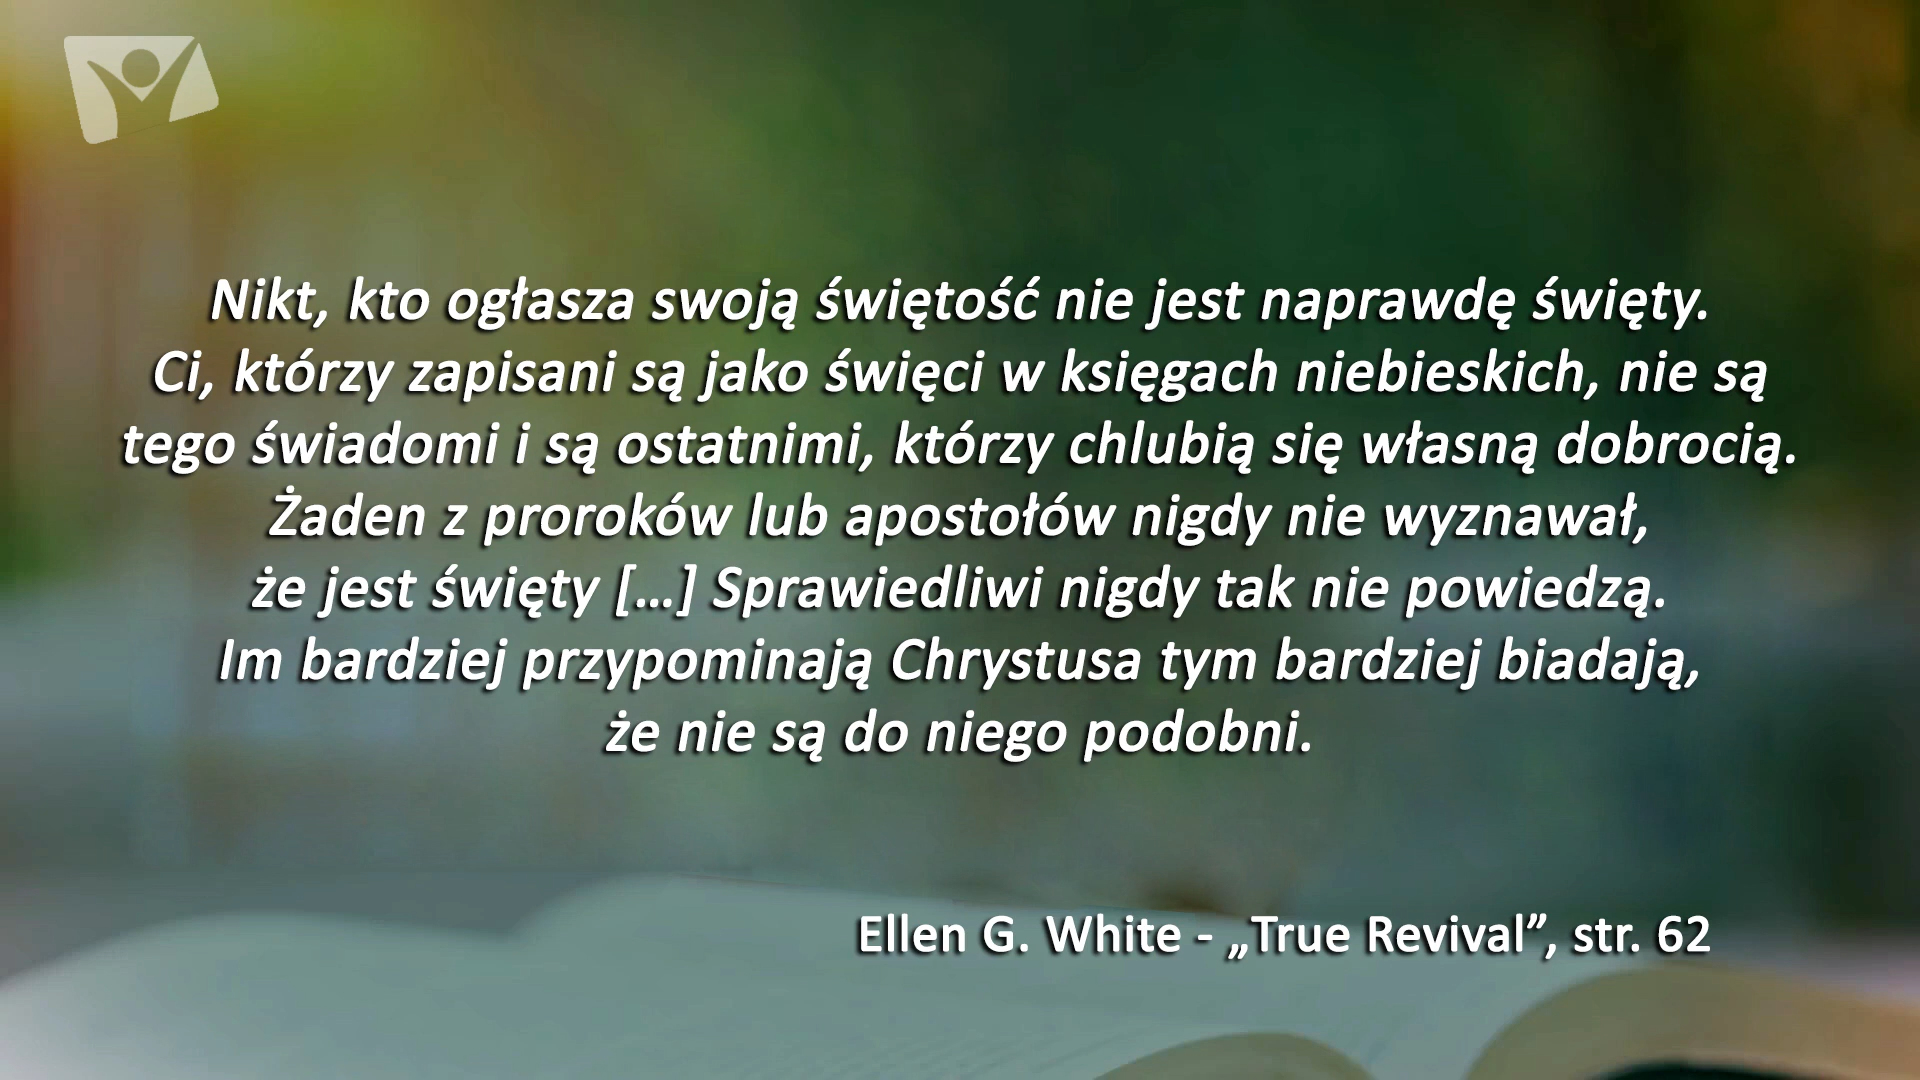 Nikt, kto ogłasza swoją świętość nie jest naprawdę święty.
Ci, którzy zapisani są jako święci w księgach niebieskich, nie są
tego świadomi i są ostatnimi, którzy chlubią się własną dobrocią.
Żaden z proroków lub apostołów nigdy nie wyznawał,
że jest święty [...] Sprawiedliwi nigdy tak nie powiedzą.
Im bardziej przypominają Chrystusa tym bardziej biadają,
że nie są do niego podobni.
Ellen G. White - „True Revival”, str. 62